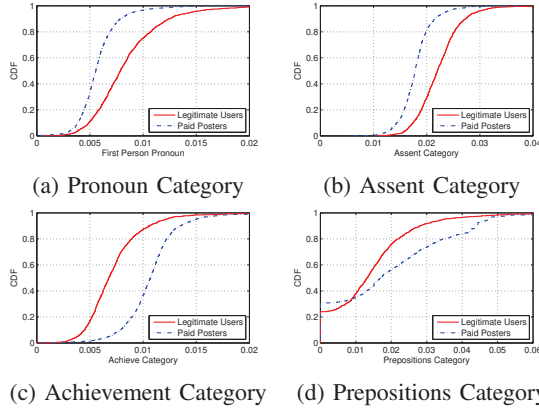 1
0.8
0.6
0.4
0.2
0
CDF
Legitimate Users
Paid Posters
0 0.005 0.01 0.015 0.02
First Person Pronoun
(a) Pronoun Category
1
0.8
0.6
0.4
0.2
0
CDF
Legitimate Users
Paid Posters
0 0.01 0.02 0.03 0.04
Assent Category
(b) Assent Category
1
0.8
0.6
0.4
0.2
0
CDF
Legitimate Users
Paid Posters
0 0.005 0.01 0.015 0.02
Achieve Category
(c) Achievement Category
1
0.8
0.6
0.4
0.2
0
CDF
Legitimate Users
Paid Posters
0 0.01 0.02 0.03 0.04 0.05 0.06
Prepositions Category
(d) Prepositions Category